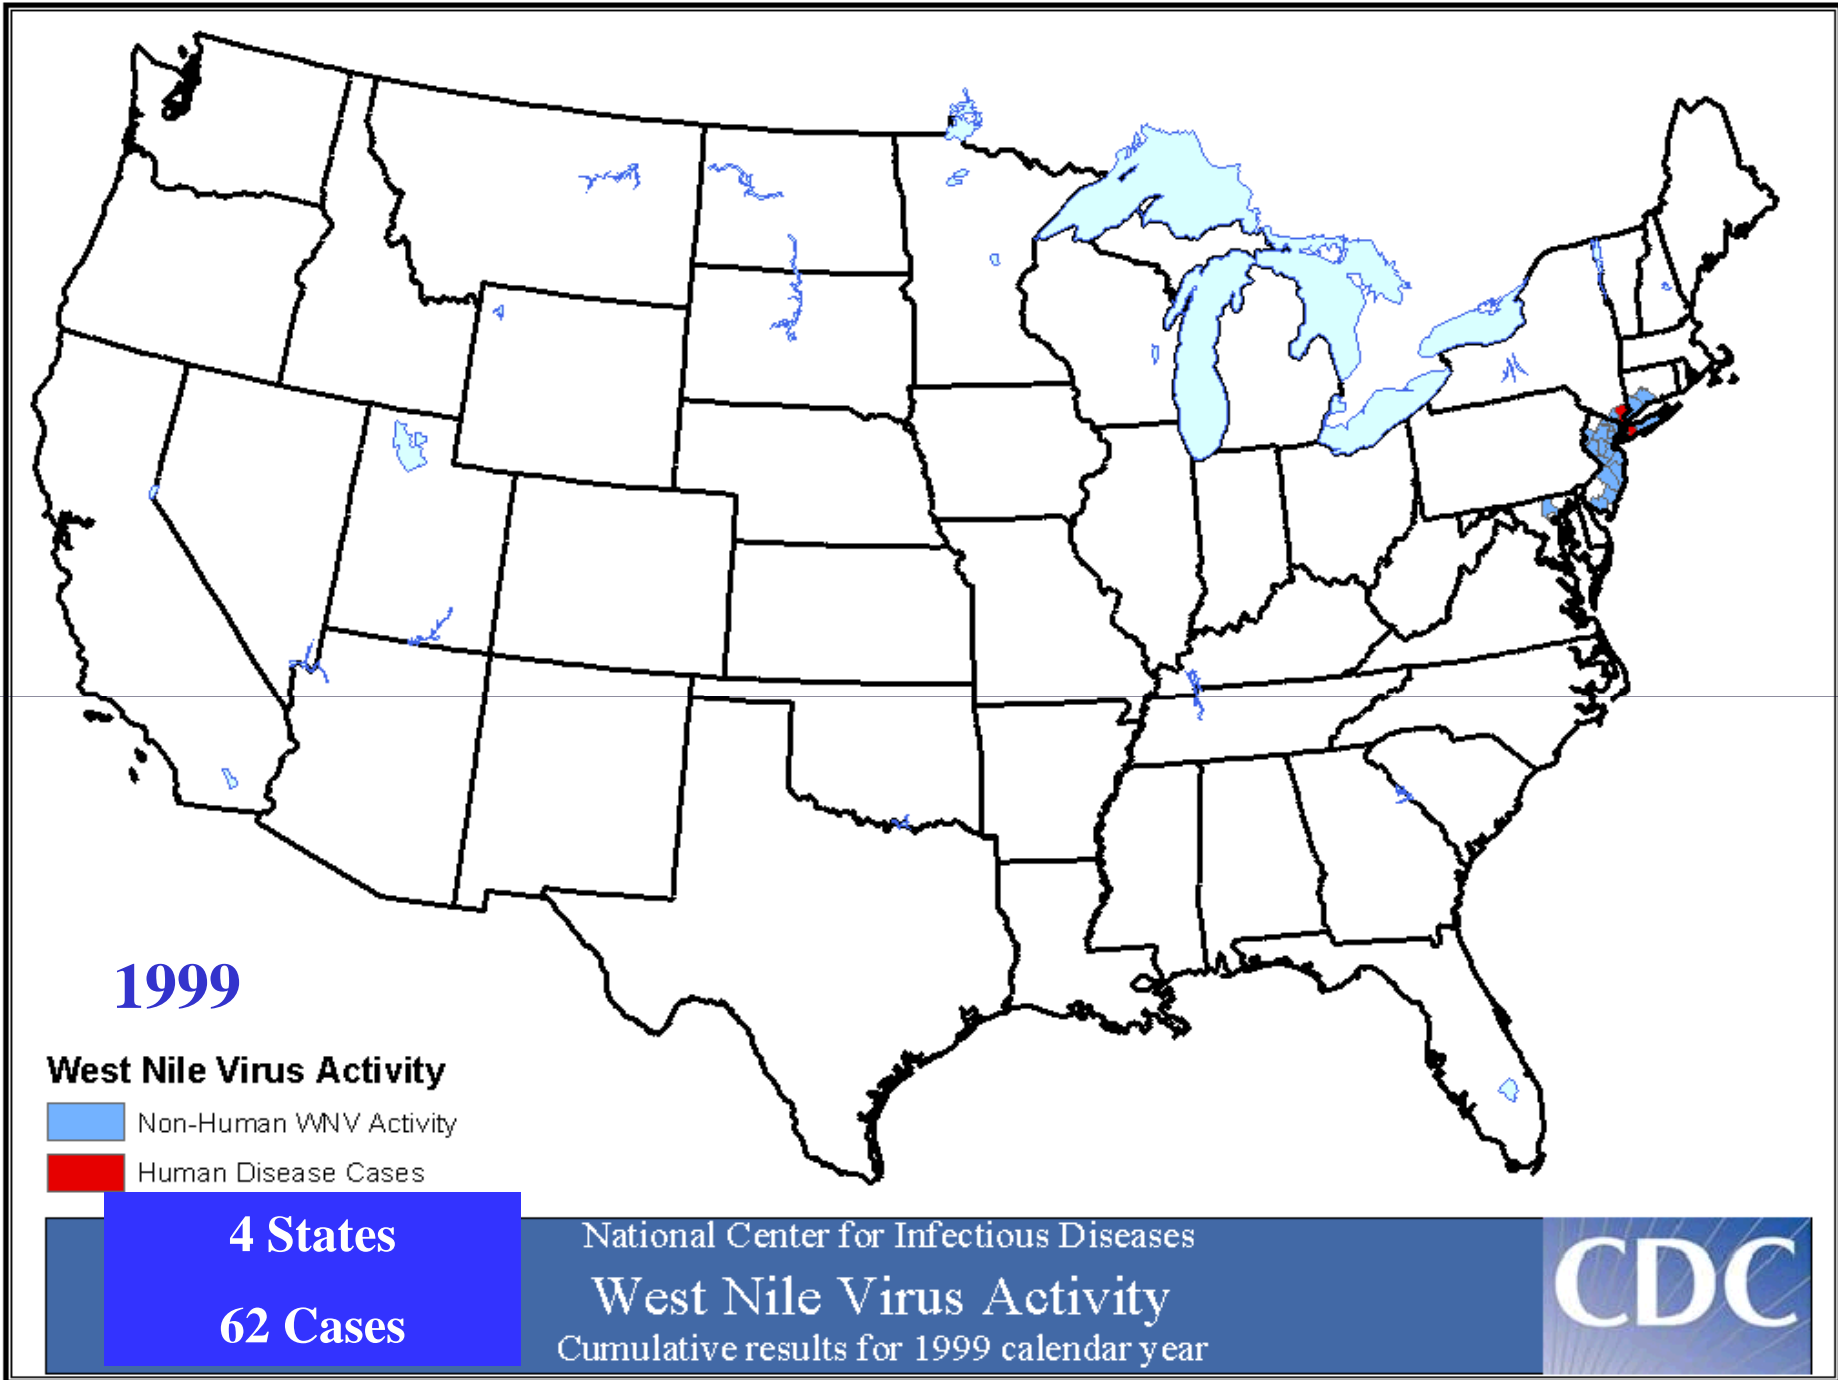 1999
West Nile Virus Activity
Non-Human WNV Activity
Human Disease Cases
4 States
62 Cases
National Center for Infectious Diseases
West Nile Virus Activity
Cumulative results for 1999 calendar year
CDC